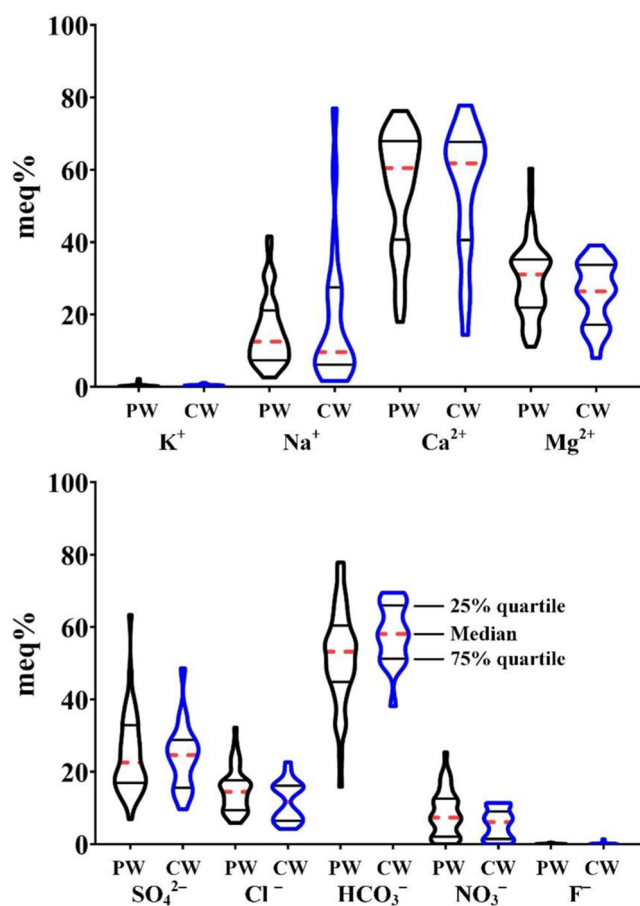 100
80
60
40
20
0
meq%
PW CW PW CW PW CW PW CW
K⁺ Na⁺ Ca²⁺ Mg²⁺
100
80
60
40
20
0
meq%
25% quartile
Median
75% quartile
PW CW PW CW PW CW PW CW PW CW
SO₄²⁻ Cl⁻ HCO₃⁻ NO₃⁻ F⁻